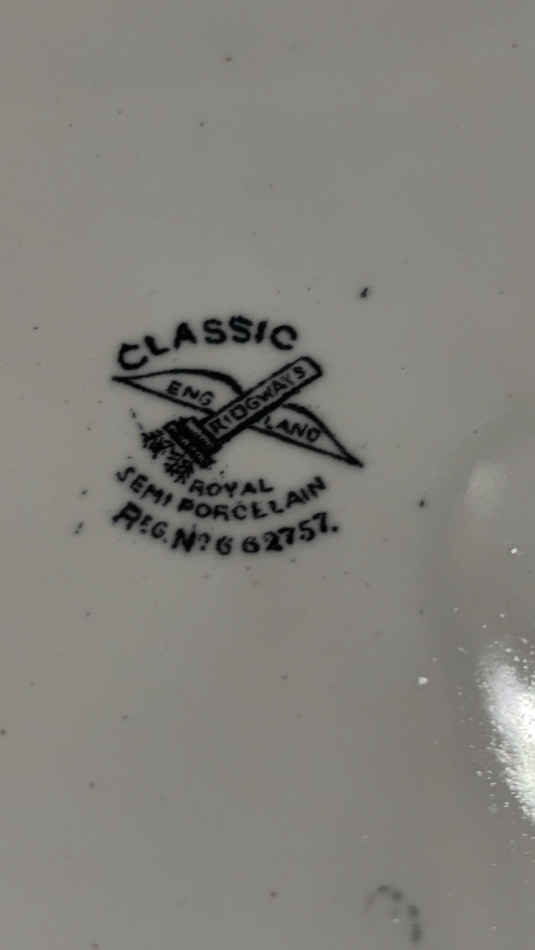 CLASSIC
ENG
RIDGWAYS
LAND
ROYAL
SEMI PORCELAIN
REG. No 662757.